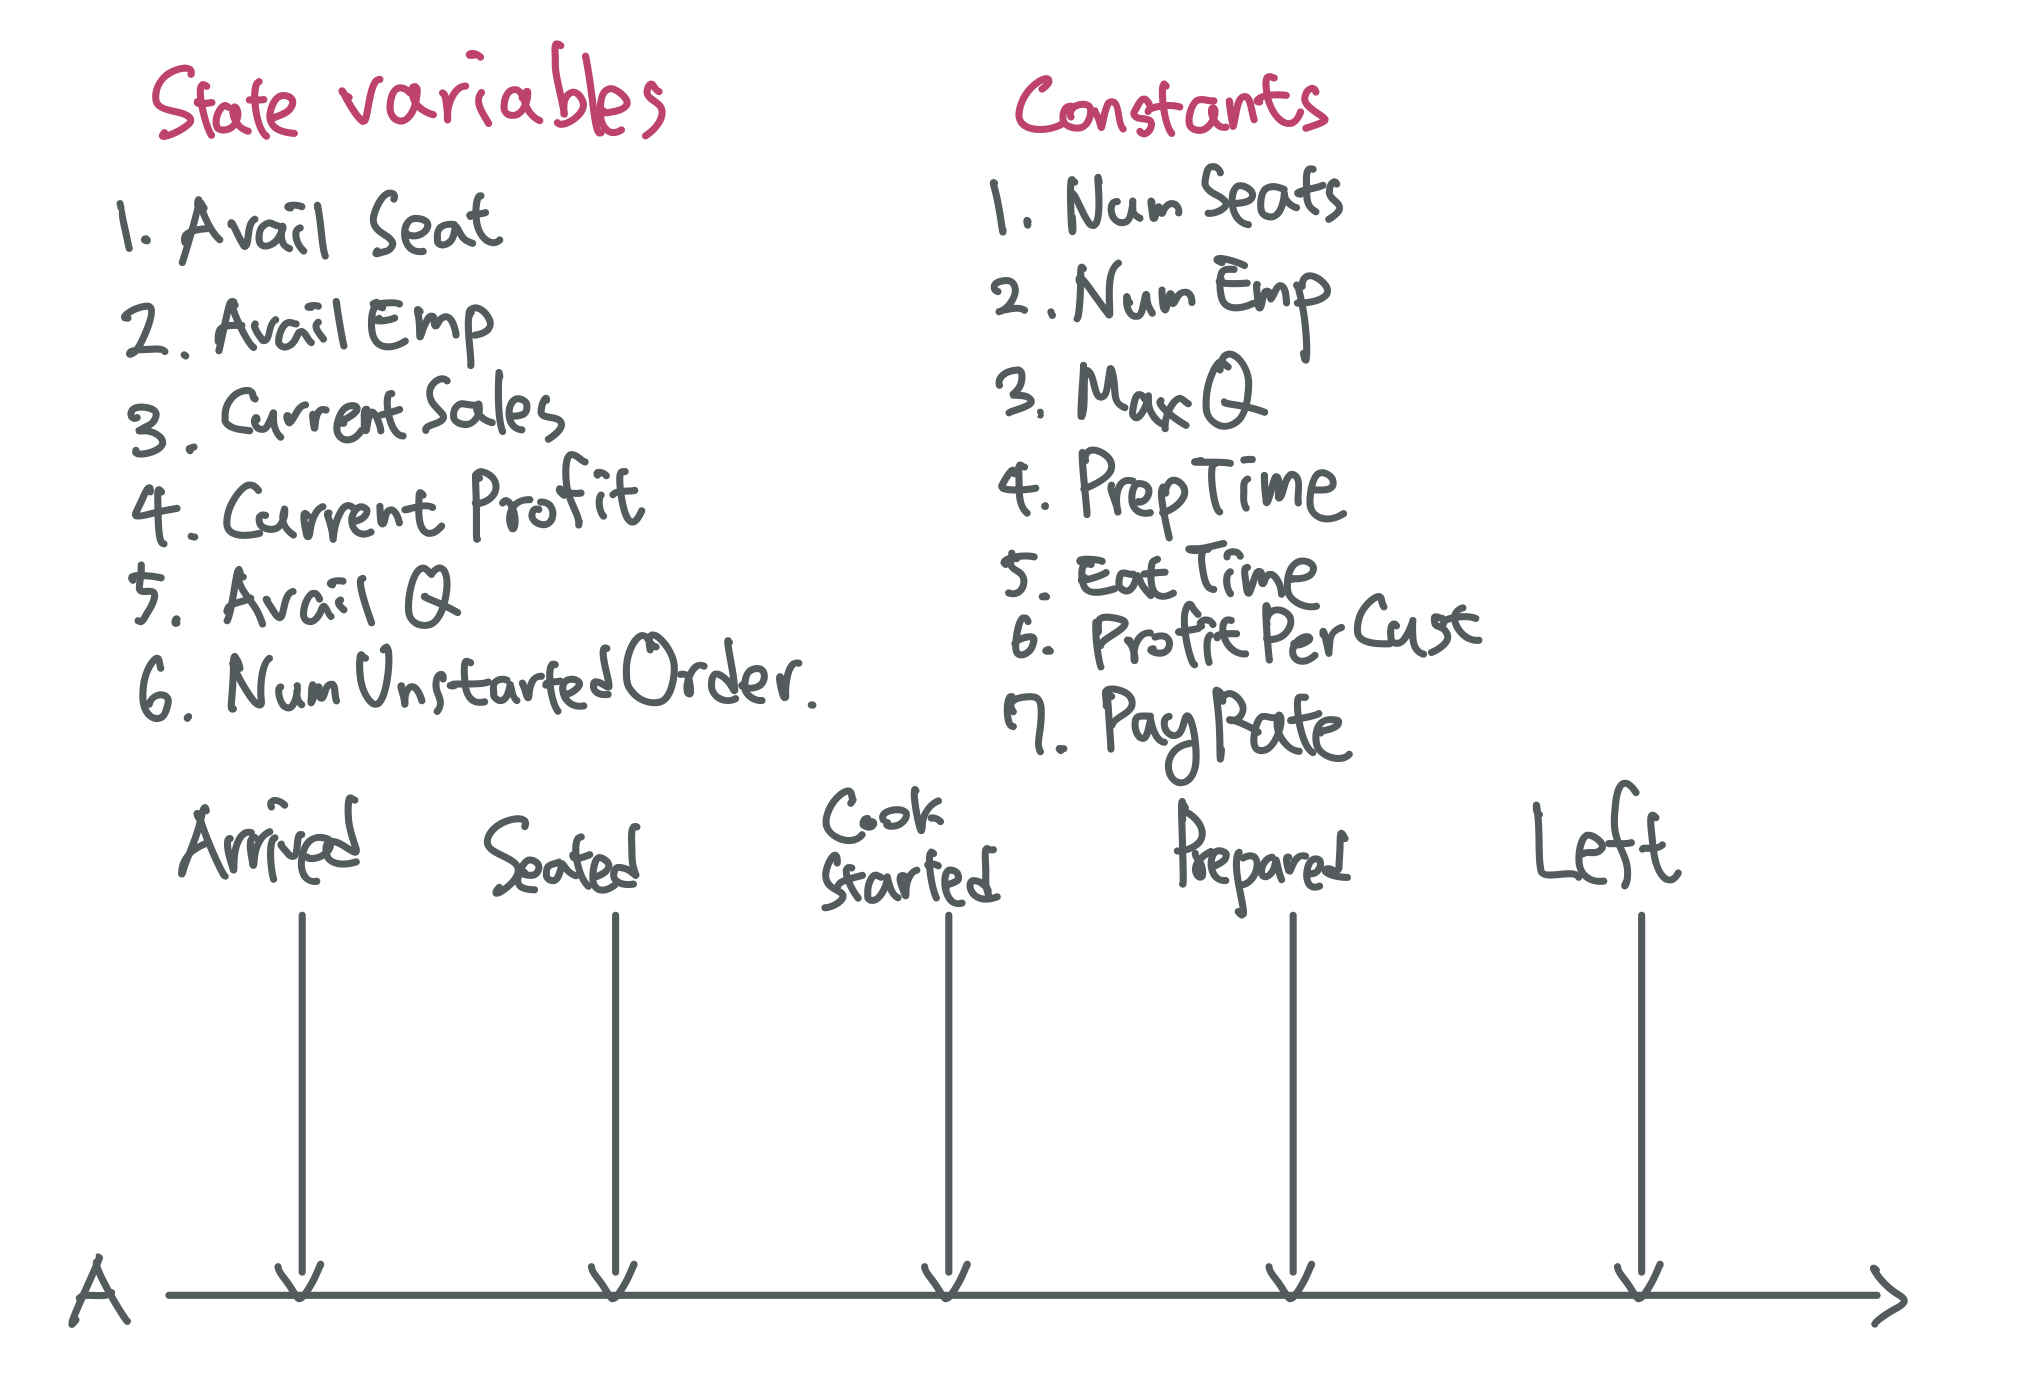 State variables
1. Avail Seat
2. Avail Emp
3. Current Sales
4. Current Profit
5. Avail Q
6. Num Unstarted Order.
Constants
1. Num Seats
2. Num Emp
3. Max Q
4. Prep Time
5. Eat Time
6. Profit Per Cust
7. Pay Rate
Arrived
Seated
Cook
started
Prepared
Left
A